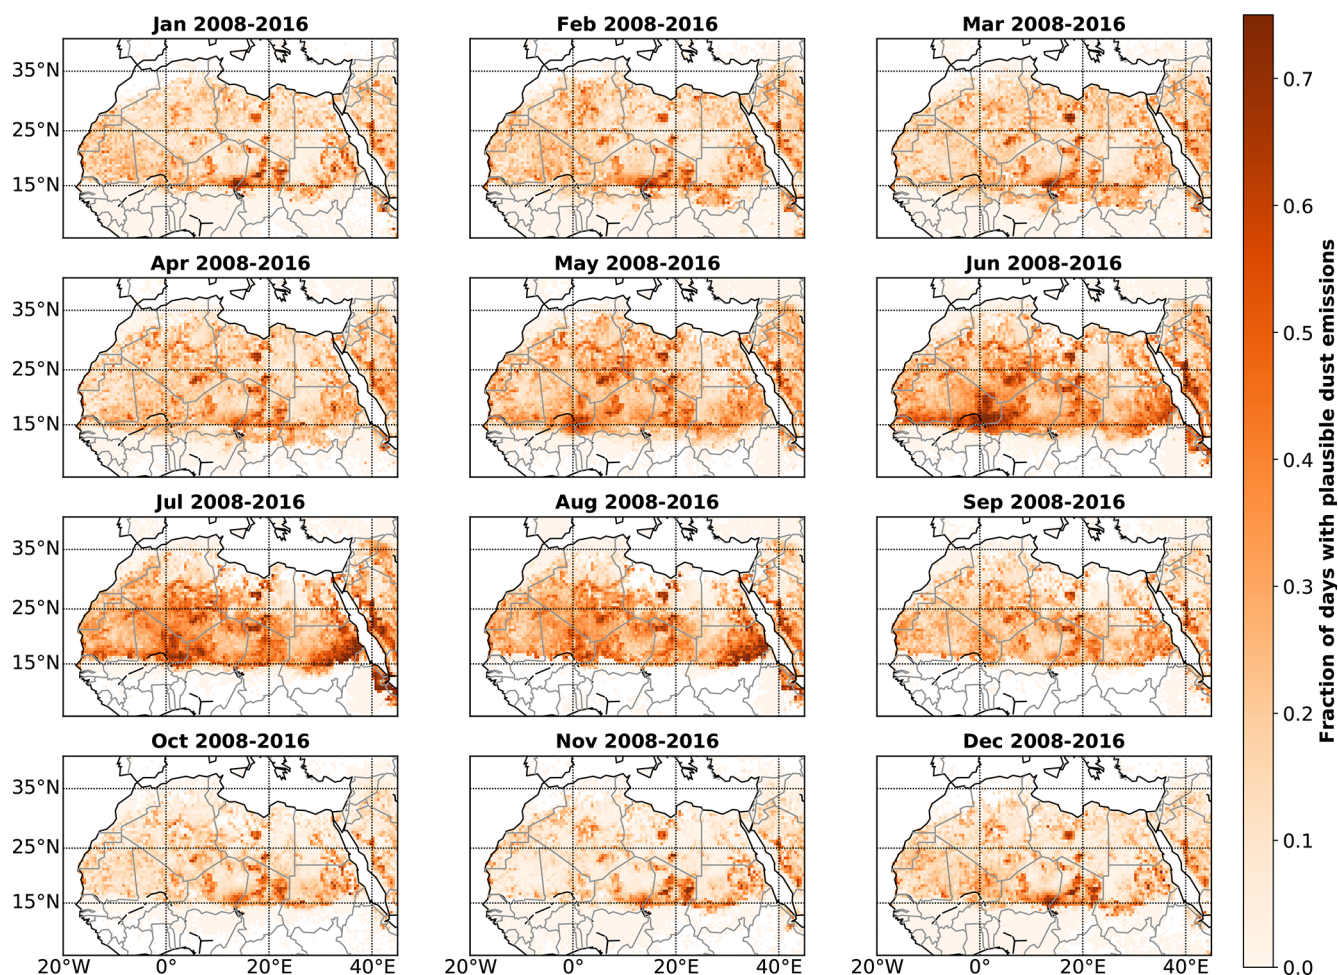 Jan 2008-2016
Feb 2008-2016
Mar 2008-2016
35°N
25°N
15°N
Apr 2008-2016
May 2008-2016
Jun 2008-2016
35°N
25°N
15°N
Jul 2008-2016
Aug 2008-2016
Sep 2008-2016
35°N
25°N
15°N
Oct 2008-2016
Nov 2008-2016
Dec 2008-2016
35°N
25°N
15°N
20°W 0° 20°E 40°E
0° 20°E 40°E
0° 20°E 40°E
0.7
0.6
0.5
0.4
0.3
0.2
0.1
0.0
Fraction of days with plausible dust emissions